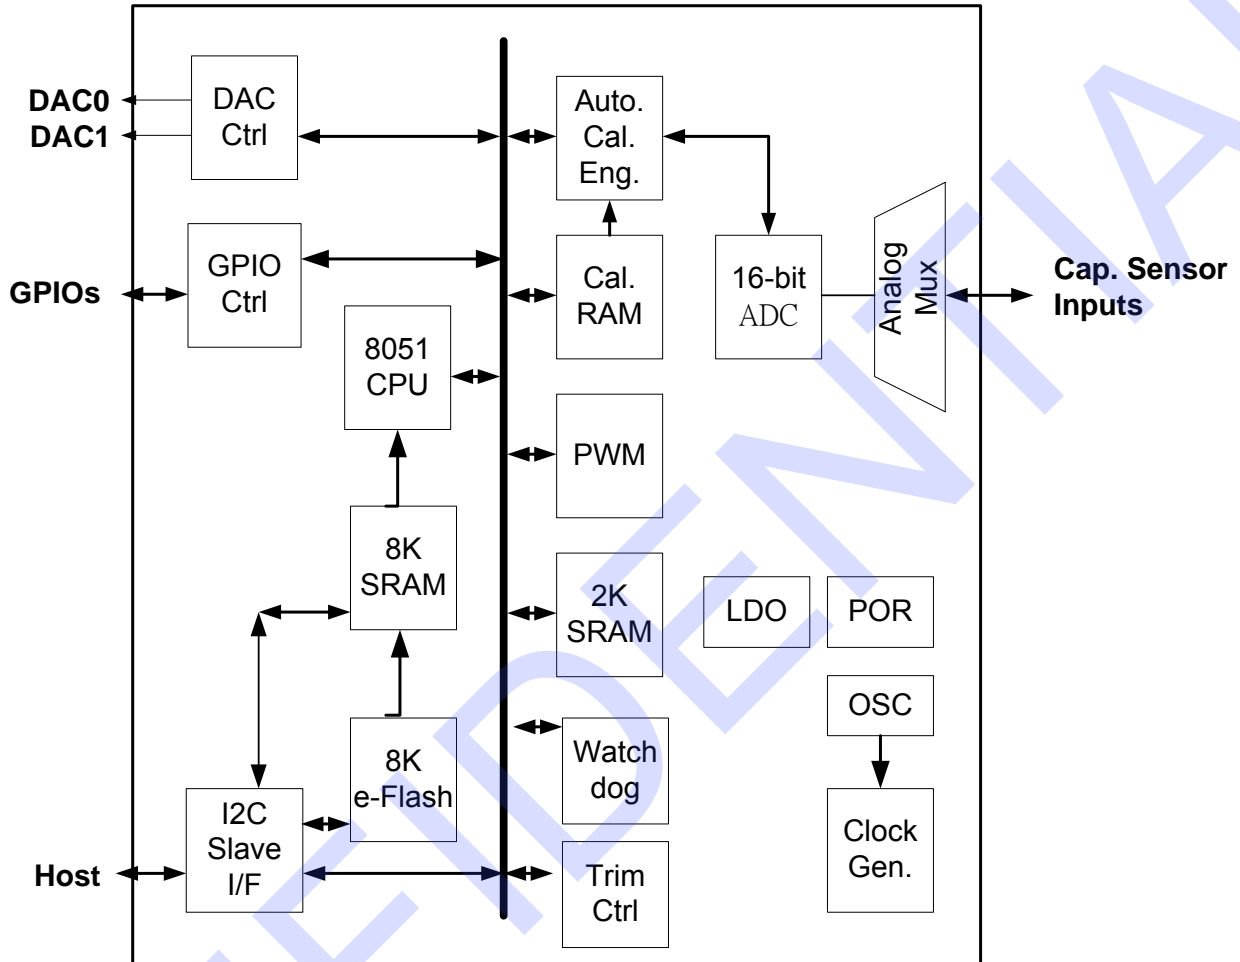 DAC0
DAC1
DAC
Ctrl
Auto.
Cal.
Eng.
GPIOs
GPIO
Ctrl
Cal.
RAM
16-bit
ADC
Analog
Mux
Cap. Sensor
Inputs
8051
CPU
PWM
8K
SRAM
2K
SRAM
LDO
POR
OSC
8K
e-Flash
Watch
dog
Clock
Gen.
Host
I2C
Slave
I/F
Trim
Ctrl
FIDENTIA